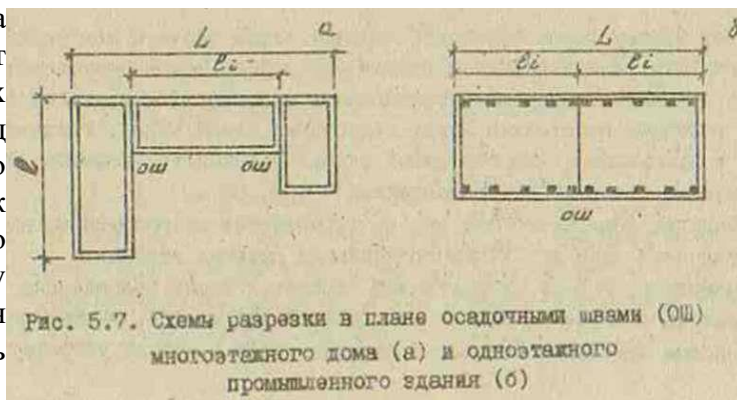 а
L
а
т
ℓi
к
ц
ℓ
о
ош
ош
к
о
у
я
ь
L
б
ℓi
ℓi
ош
Рис. 5.7. Схемы разрезки в плане осадочными швами (ОШ)
многоэтажного дома (а) и одноэтажного
промышленного здания (б)